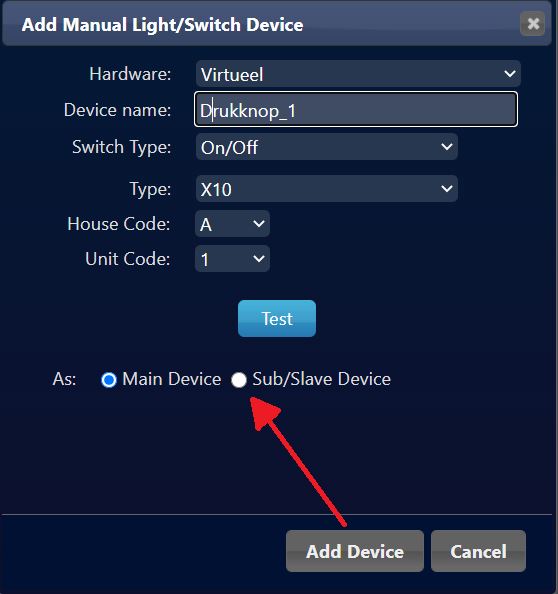 Add Manual Light/Switch Device
Hardware: Virtueel
Device name: Drukknop_1
Switch Type: On/Off
Type: X10
House Code: A
Unit Code: 1
Test
As: Main Device Sub/Slave Device
Add Device Cancel